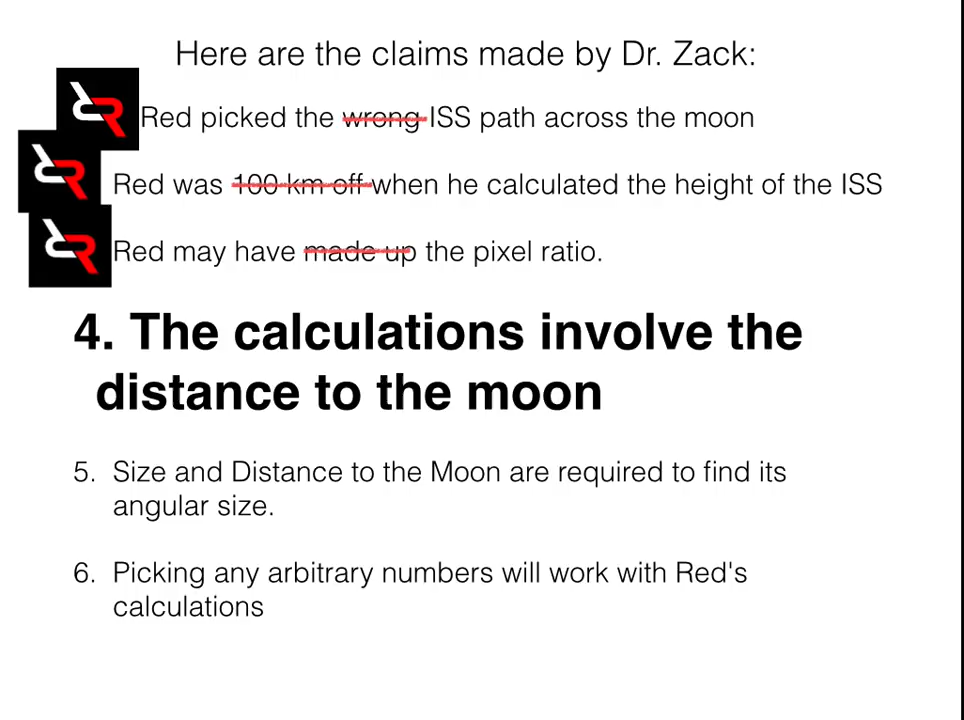 Here are the claims made by Dr. Zack:
Red picked the wrong ISS path across the moon
Red was 100 km off when he calculated the height of the ISS
Red may have made up the pixel ratio.
4. The calculations involve the
distance to the moon
5. Size and Distance to the Moon are required to find its
angular size.
6. Picking any arbitrary numbers will work with Red's
calculations